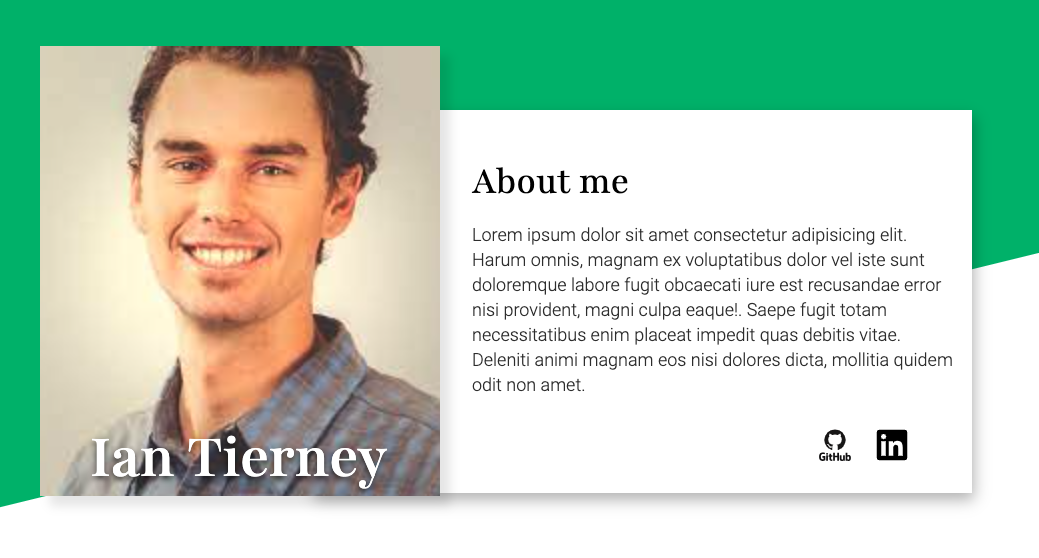 Ian Tierney
About me
Lorem ipsum dolor sit amet consectetur adipisicing elit.
Harum omnis, magnam ex voluptatibus dolor vel iste sunt
doloremque labore fugit obcaecati iure est recusandae error
nisi provident, magni culpa eaque!. Saepe fugit totam
necessitatibus enim placeat impedit quas debitis vitae.
Deleniti animi magnam eos nisi dolores dicta, mollitia quidem
odit non amet.
GitHub in